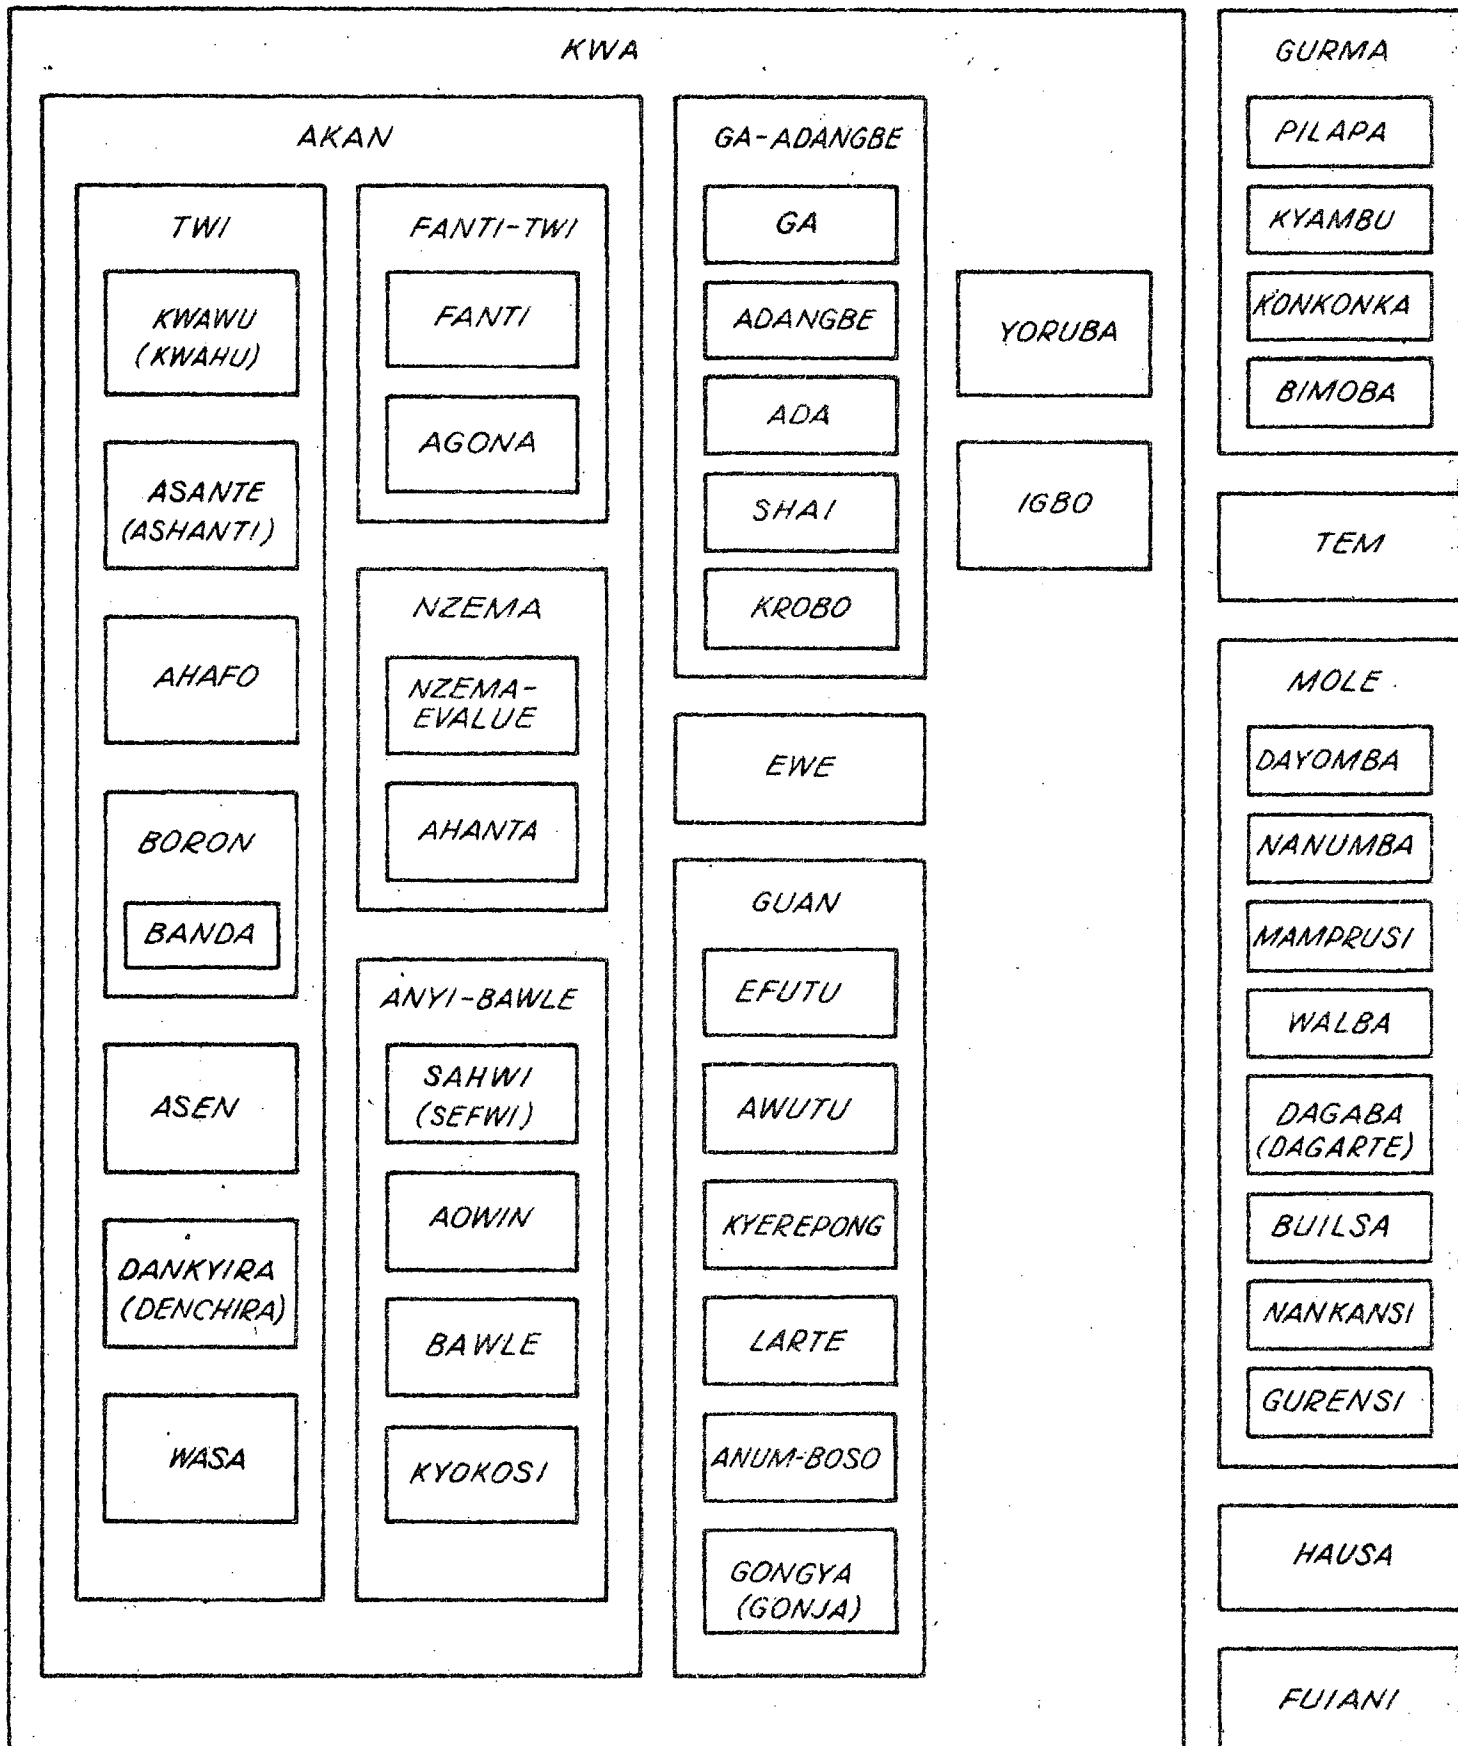 KWA
AKAN
TWI
KWAWU
(KWAHU)
ASANTE
(ASHANTI)
AHAFO
BORON
BANDA
ASEN
DANKYIRA
(DENCHIRA)
WASA
FANTI-TWI
FANTI
AGONA
NZEMA
NZEMA-
EVALUE
AHANTA
ANYI-BAWLE
SAHWI
(SEFWI)
AOWIN
BAWLE
KYOKOSI
GA-ADANGBE
GA
ADANGBE
ADA
SHAI
KROBO
EWE
GUAN
EFUTU
AWUTU
KYEREPONG
LARTE
ANUM-BOSO
GONGYA
(GONJA)
YORUBA
IGBO
GURMA
PILAPA
KYAMBU
KONKONKA
BIMOBA
TEM
MOLE
DAYOMBA
NANUMBA
MAMPRUSI
WALBA
DAGABA
(DAGARTE)
BUILSA
NANKANSI
GURENSI
HAUSA
FUIANI